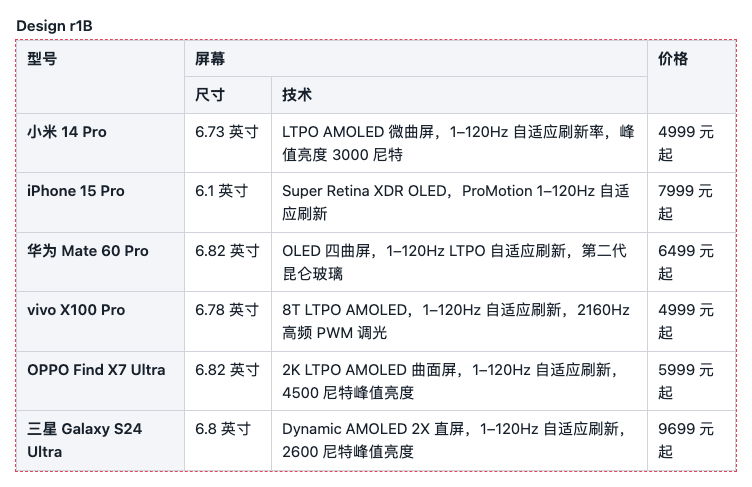 Design r1B
型号
屏幕
价格
尺寸
技术
小米 14 Pro
6.73 英寸
LTPO AMOLED 微曲屏，1–120Hz 自适应刷新率，峰
值亮度 3000 尼特
4999 元
起
iPhone 15 Pro
6.1 英寸
Super Retina XDR OLED，ProMotion 1–120Hz 自适
应刷新
7999 元
起
华为 Mate 60 Pro
6.82 英寸
OLED 四曲屏，1–120Hz LTPO 自适应刷新，第二代
昆仑玻璃
6499 元
起
vivo X100 Pro
6.78 英寸
8T LTPO AMOLED，1–120Hz 自适应刷新，2160Hz
高频 PWM 调光
4999 元
起
OPPO Find X7 Ultra
6.82 英寸
2K LTPO AMOLED 曲面屏，1–120Hz 自适应刷新，
4500 尼特峰值亮度
5999 元
起
三星 Galaxy S24
Ultra
6.8 英寸
Dynamic AMOLED 2X 直屏，1–120Hz 自适应刷新，
2600 尼特峰值亮度
9699 元
起